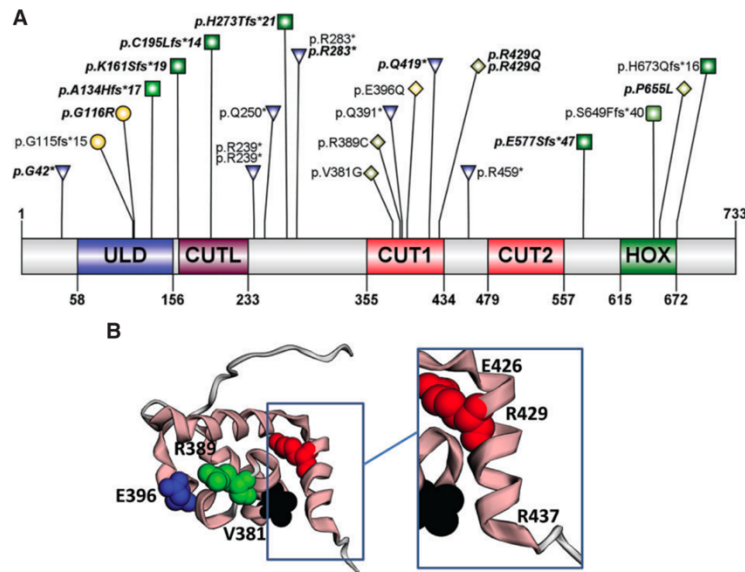 A
p.H273Tfs*21
p.C195Lfs*14
p.R283*
p.R283*
p.K161Sfs*19
p.Q419*
p.R429Q
p.R429Q
p.H673Qfs*16
p.A134Hfs*17
p.E396Q
p.P655L
p.G116R
p.Q250*
p.Q391*
p.S649Ffs*40
p.G115fs*15
p.R239*
p.R239*
p.R389C
p.E577Sfs*47
p.G42*
p.V381G
p.R459*
1
733
ULD
CUTL
CUT1
CUT2
HOX
58
156
233
355
434
479
557
615
672
B
E426
R429
R389
E396
V381
R437